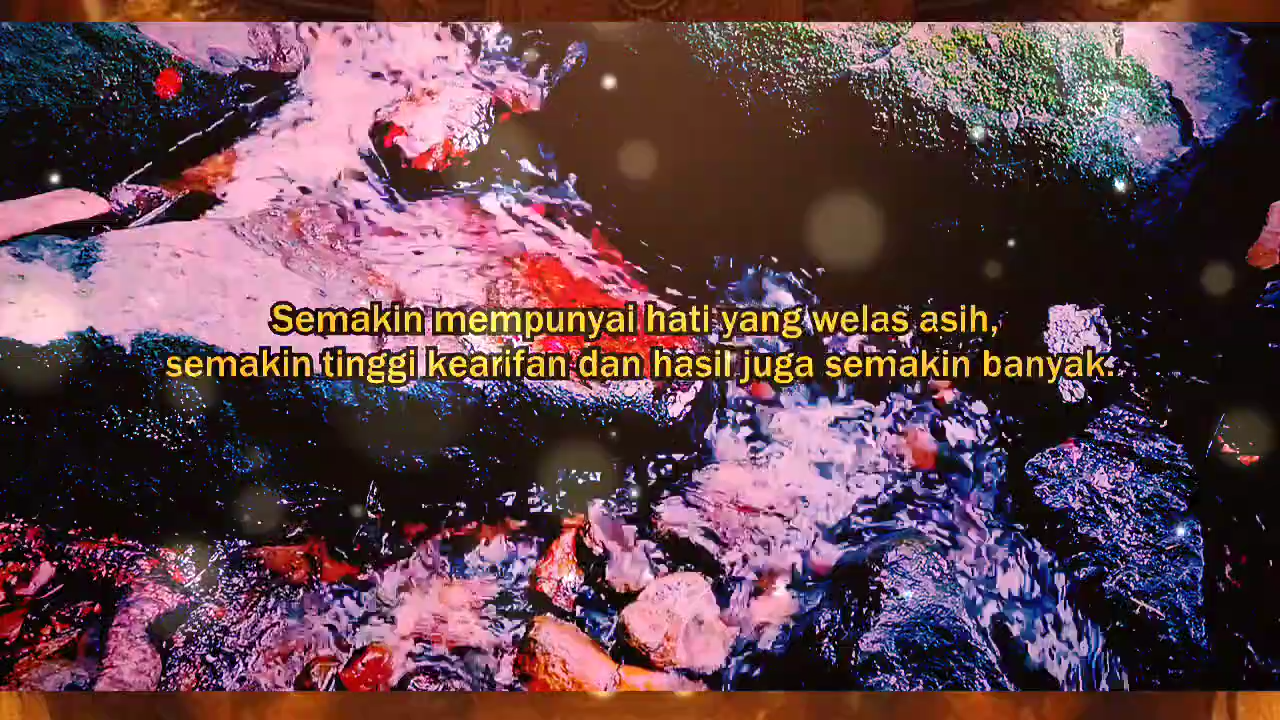 Semakin mempunyai hati yang welas asih,
semakin tinggi kearifan dan hasil juga semakin banyak.